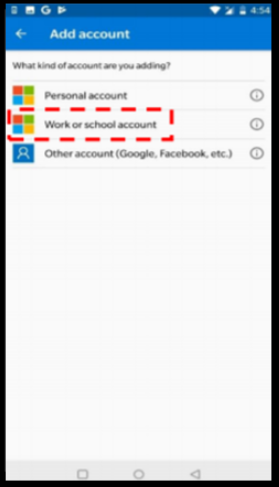 4:54
Add account
What kind of account are you adding?
Personal account
Work or school account
Other account (Google, Facebook, etc.)